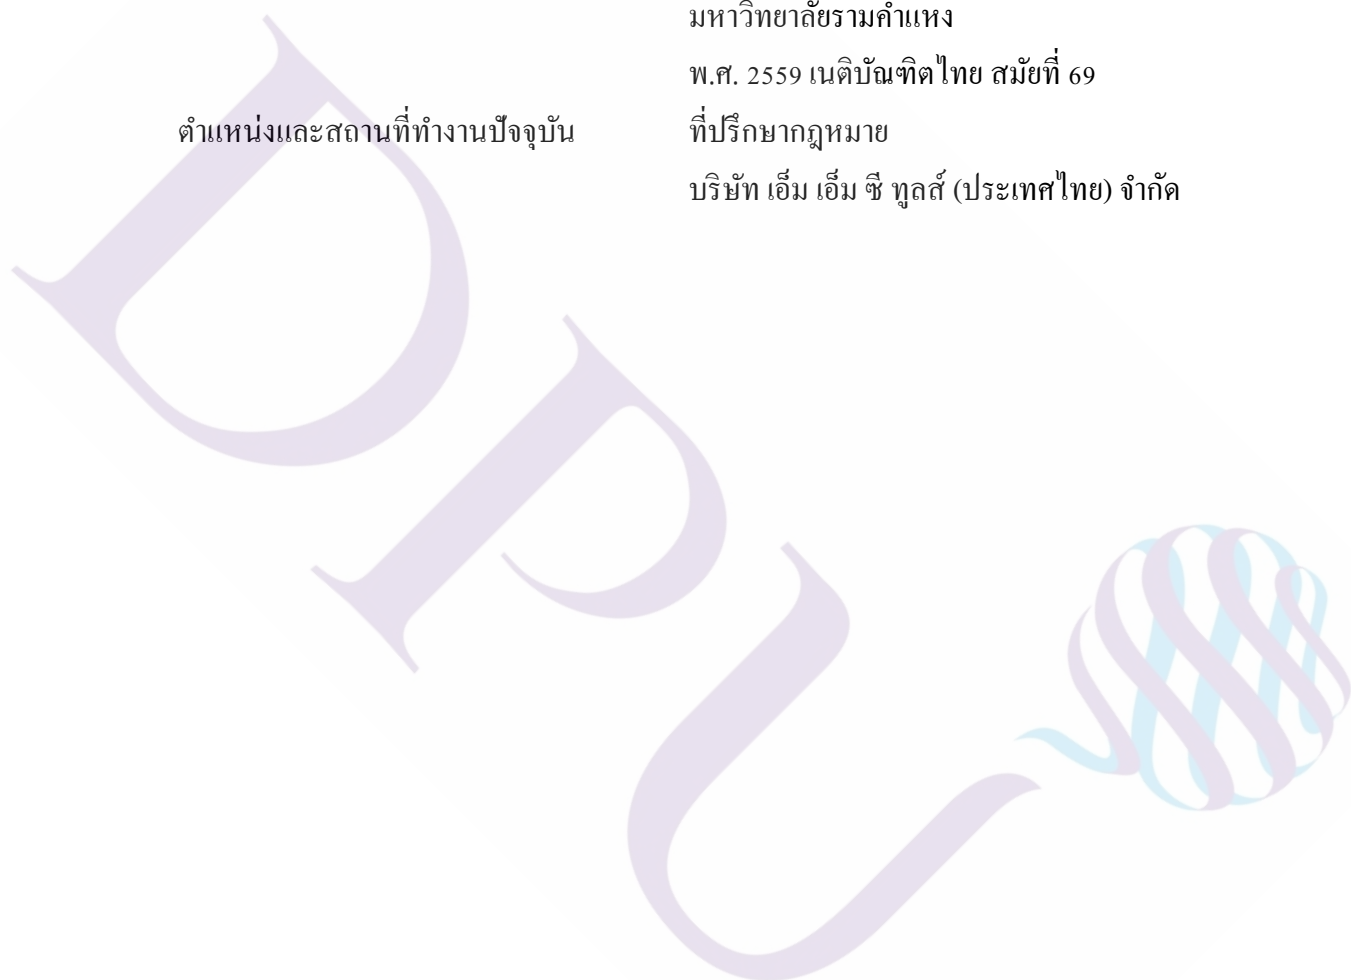 มหาวิทยาลัยรามคำแหง
พ.ศ. 2559 เนติบัณฑิตไทย สมัยที่ 69
ตำแหน่งและสถานที่ทำงานปัจจุบัน ที่ปรึกษากฎหมาย
บริษัท เอ็ม เอ็ม ซี ทูลส์ (ประเทศไทย) จำกัด
DPU